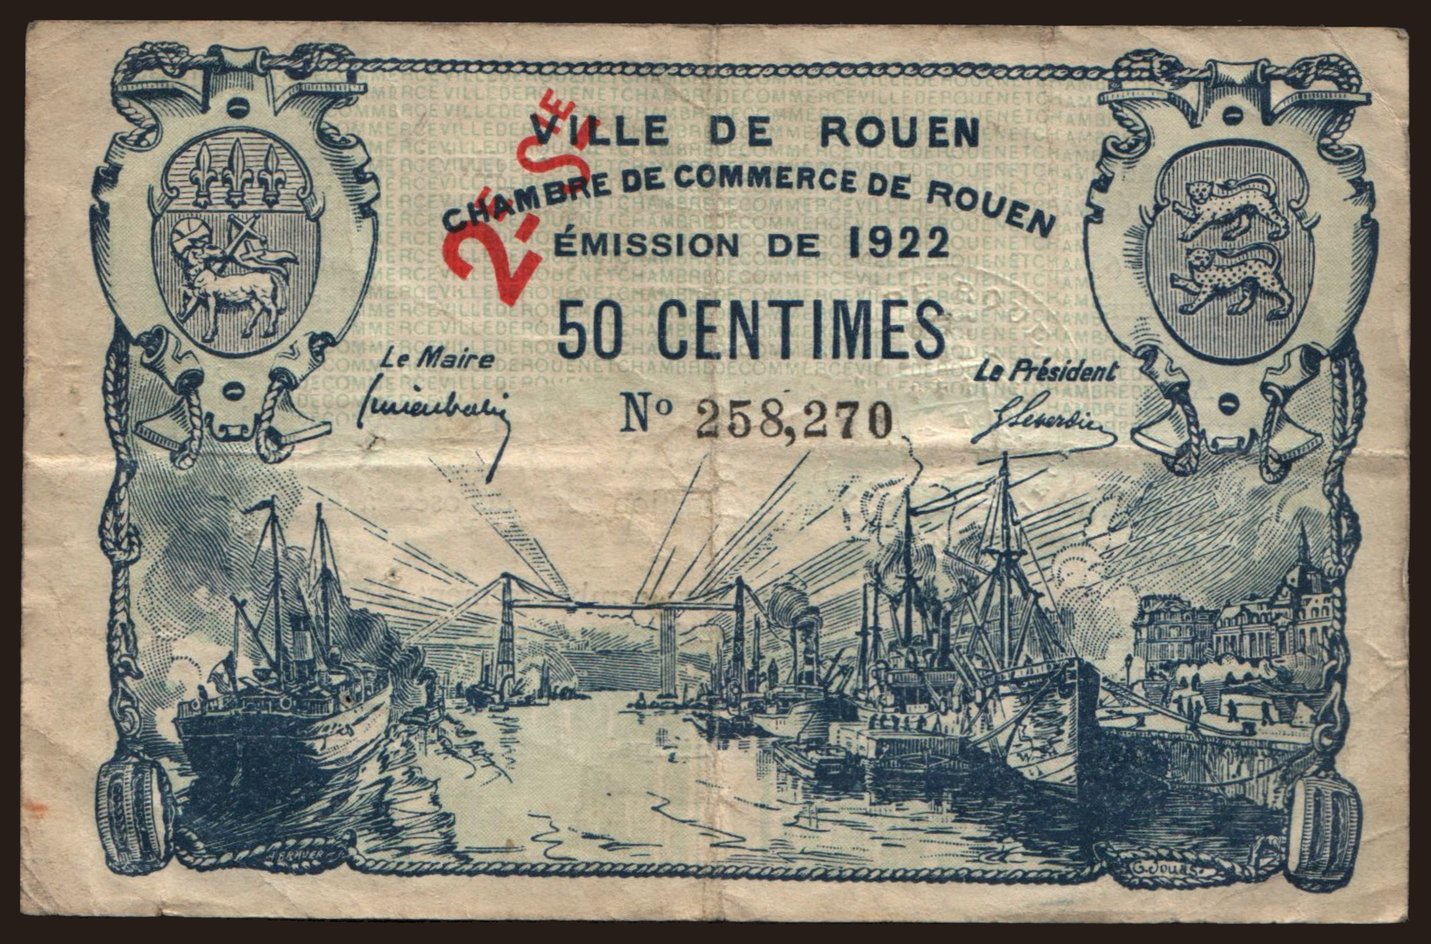 VILLE DE ROUEN
2E SIE
CHAMBRE DE COMMERCE DE ROUEN
ÉMISSION DE 1922
50 CENTIMES
Le Maire
Le Président
No 258,270